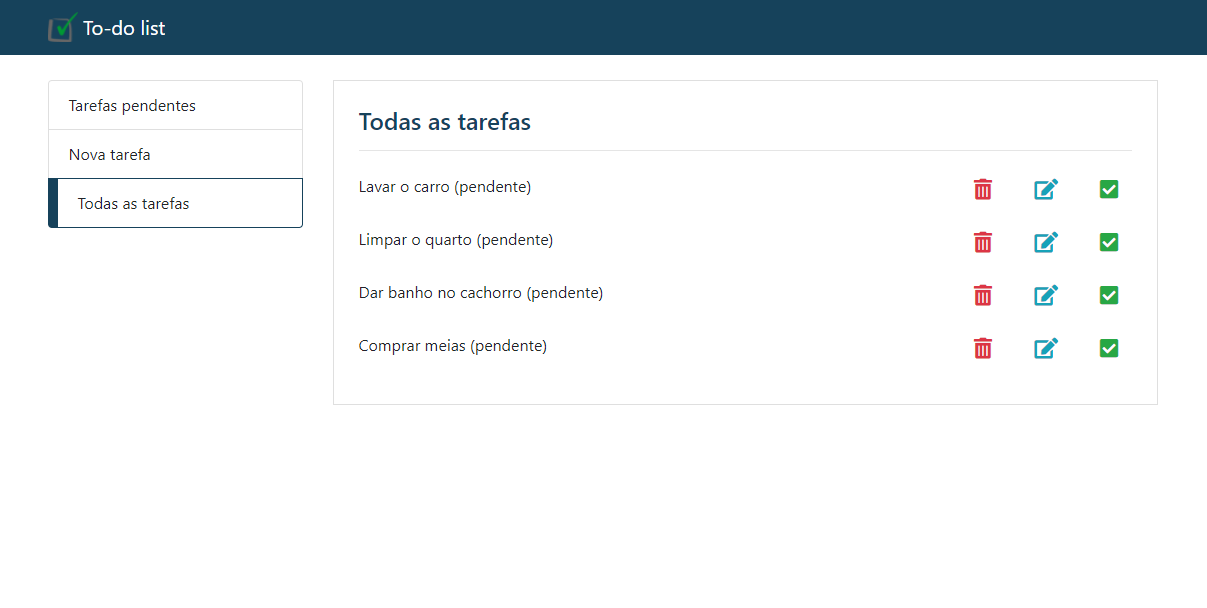 To-do list
Tarefas pendentes
Nova tarefa
Todas as tarefas
Todas as tarefas
Lavar o carro (pendente)
Limpar o quarto (pendente)
Dar banho no cachorro (pendente)
Comprar meias (pendente)